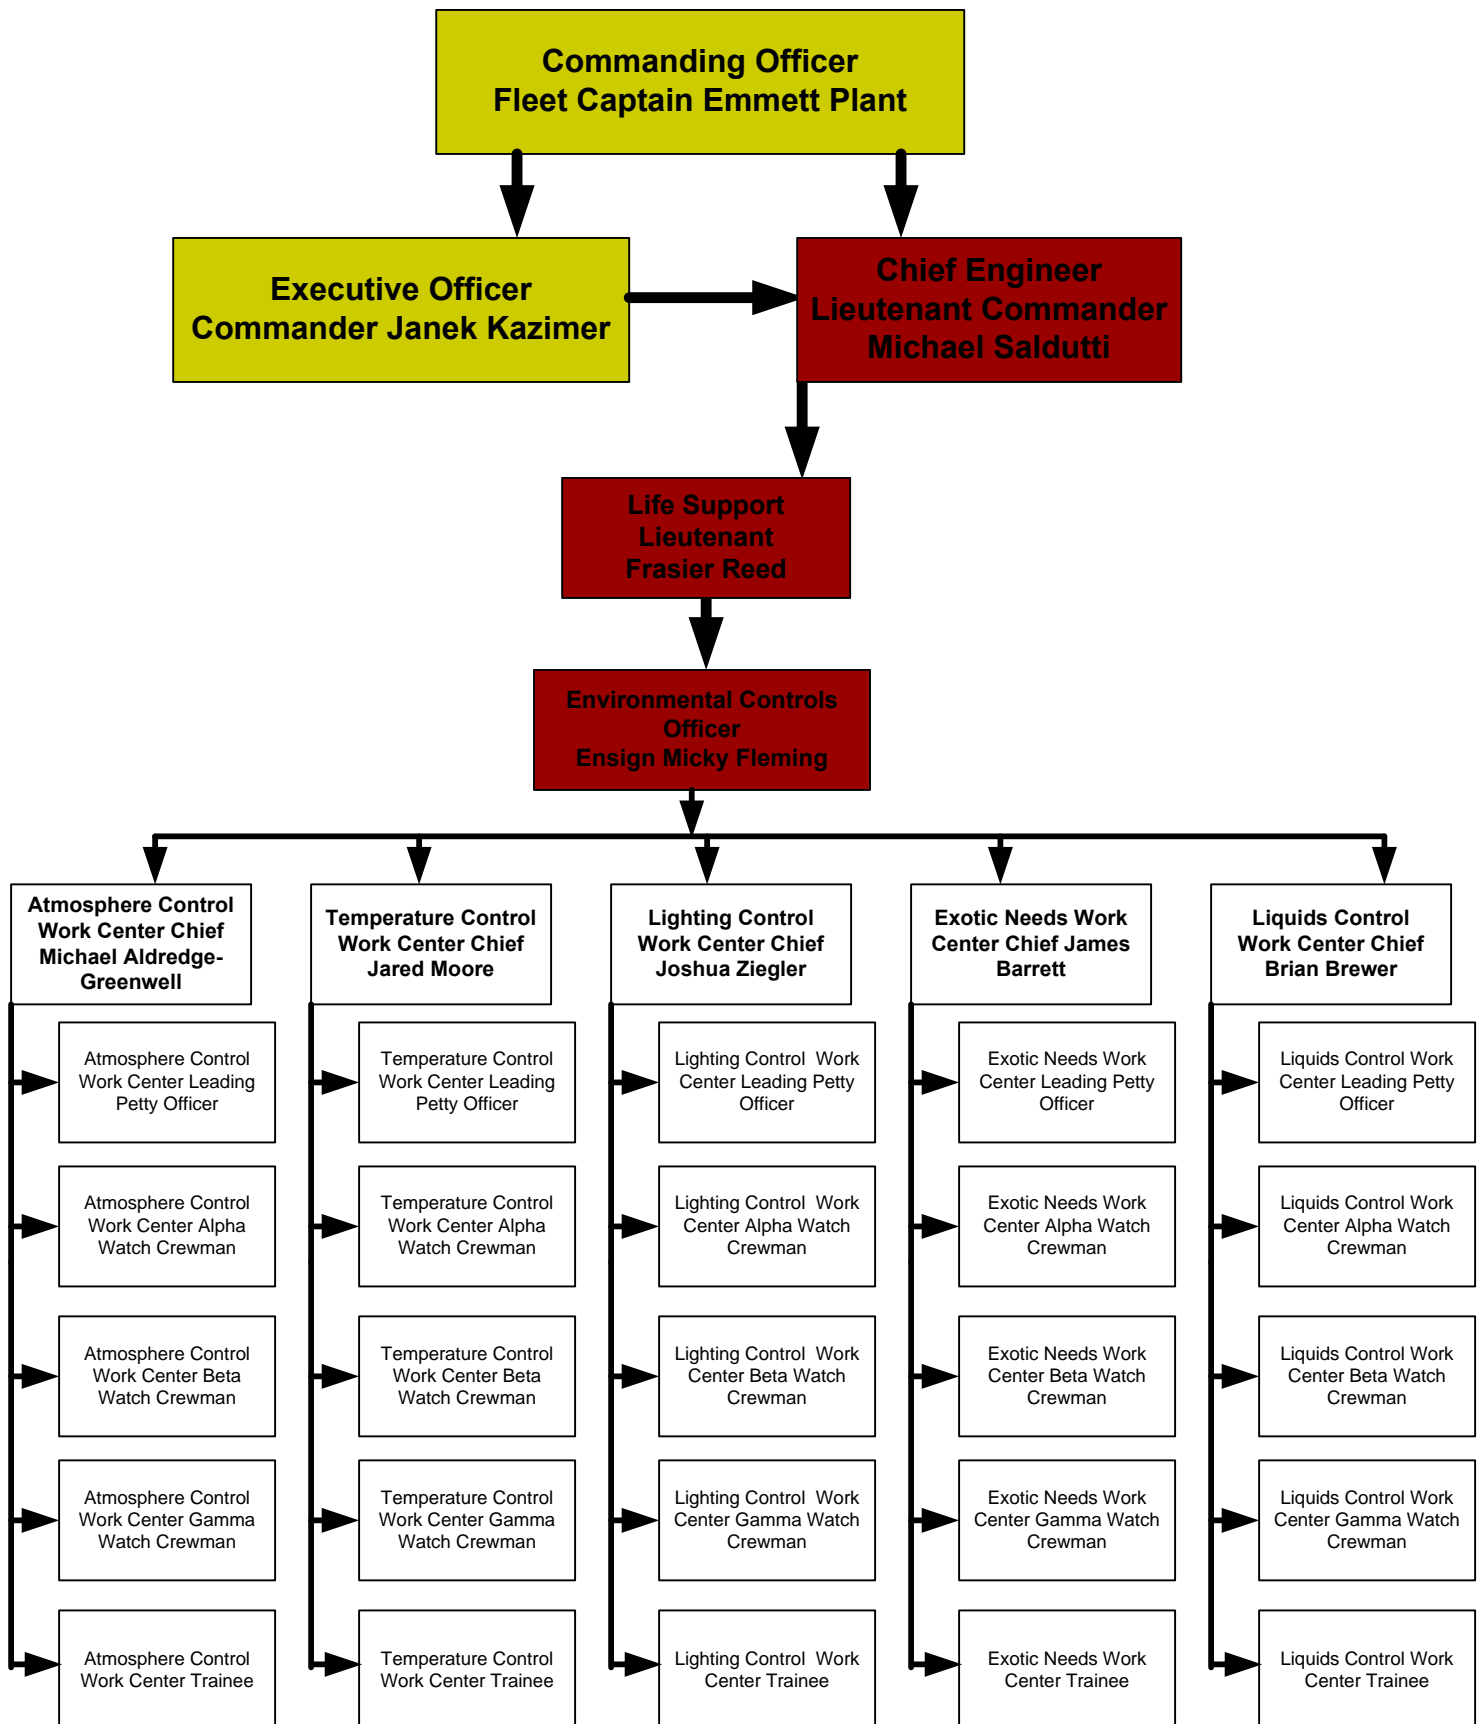 Commanding Officer
Fleet Captain Emmett Plant
Executive Officer
Commander Janek Kazimer
Chief Engineer
Lieutenant Commander
Michael Saldutti
Life Support
Lieutenant
Frasier Reed
Environmental Controls
Officer
Ensign Micky Fleming
Atmosphere Control
Work Center Chief
Michael Aldredge-
Greenwell
Temperature Control
Work Center Chief
Jared Moore
Lighting Control
Work Center Chief
Joshua Ziegler
Exotic Needs Work
Center Chief James
Barrett
Liquids Control
Work Center Chief
Brian Brewer
Atmosphere Control
Work Center Leading
Petty Officer
Temperature Control
Work Center Leading
Petty Officer
Lighting Control Work
Center Leading Petty
Officer
Exotic Needs Work
Center Leading Petty
Officer
Liquids Control Work
Center Leading Petty
Officer
Atmosphere Control
Work Center Alpha
Watch Crewman
Temperature Control
Work Center Alpha
Watch Crewman
Lighting Control Work
Center Alpha Watch
Crewman
Exotic Needs Work
Center Alpha Watch
Crewman
Liquids Control Work
Center Alpha Watch
Crewman
Atmosphere Control
Work Center Beta
Watch Crewman
Temperature Control
Work Center Beta
Watch Crewman
Lighting Control Work
Center Beta Watch
Crewman
Exotic Needs Work
Center Beta Watch
Crewman
Liquids Control Work
Center Beta Watch
Crewman
Atmosphere Control
Work Center Gamma
Watch Crewman
Temperature Control
Work Center Gamma
Watch Crewman
Lighting Control Work
Center Gamma Watch
Crewman
Exotic Needs Work
Center Gamma Watch
Crewman
Liquids Control Work
Center Gamma Watch
Crewman
Atmosphere Control
Work Center Trainee
Temperature Control
Work Center Trainee
Lighting Control Work
Center Trainee
Exotic Needs Work
Center Trainee
Liquids Control Work
Center Trainee